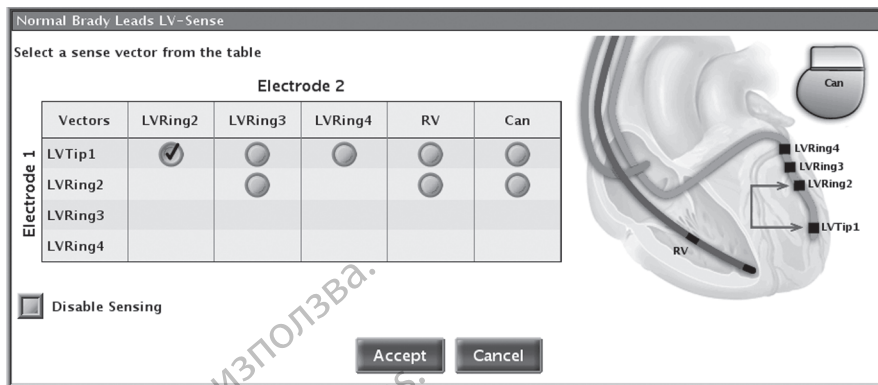 Normal Brady Leads LV-Sense
Select a sense vector from the table
Electrode 2
Electrode 1
Vectors LVRing2 LVRing3 LVRing4 RV Can
LVTip1
LVRing2
LVRing3
LVRing4
Disable Sensing
Accept Cancel
Can
LVRing4
LVRing3
LVRing2
LVTip1
RV
използва.